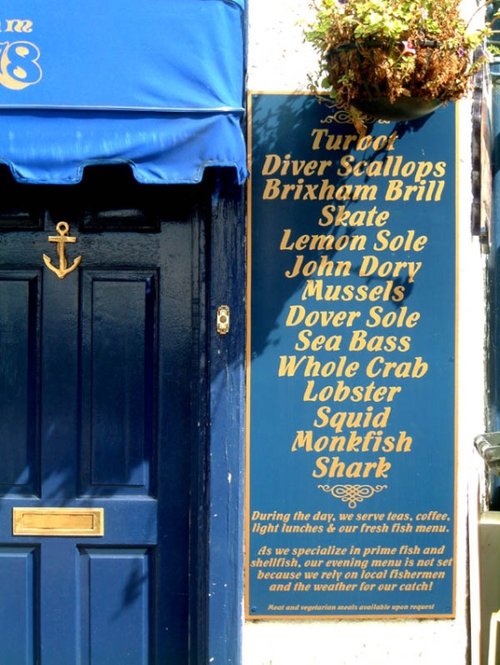 um
78
Turbot
Diver Scallops
Brixham Brill
Skate
Lemon Sole
John Dory
Mussels
Dover Sole
Sea Bass
Whole Crab
Lobster
Squid
Monkfish
Shark
During the day, we serve teas, coffee,
light lunches & our fresh fish menu.
As we specialize in prime fish and
shellfish, our evening menu is not set
because we rely on local fishermen
and the weather for our catch!
Meat and vegetarian meals available upon request